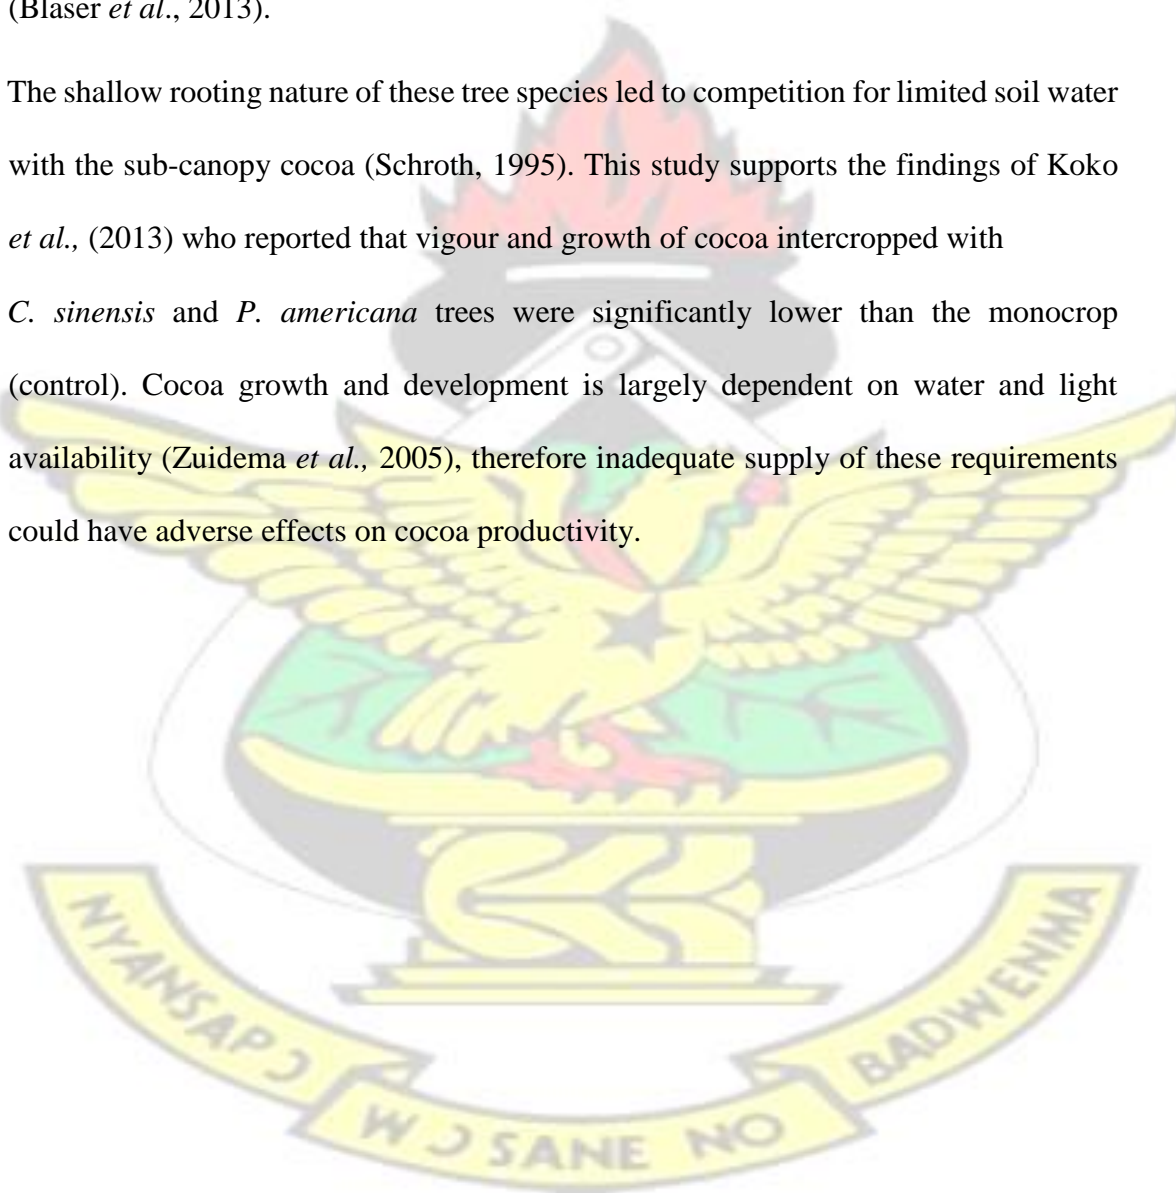 (Blaser et al., 2013).
The shallow rooting nature of these tree species led to competition for limited soil water
with the sub-canopy cocoa (Schroth, 1995). This study supports the findings of Koko
et al., (2013) who reported that vigour and growth of cocoa intercropped with
C. sinensis and P. americana trees were significantly lower than the monocrop
(control). Cocoa growth and development is largely dependent on water and light
availability (Zuidema et al., 2005), therefore inadequate supply of these requirements
could have adverse effects on cocoa productivity.
NYANSAPƆ
WƆSANE NO
BADWENMA